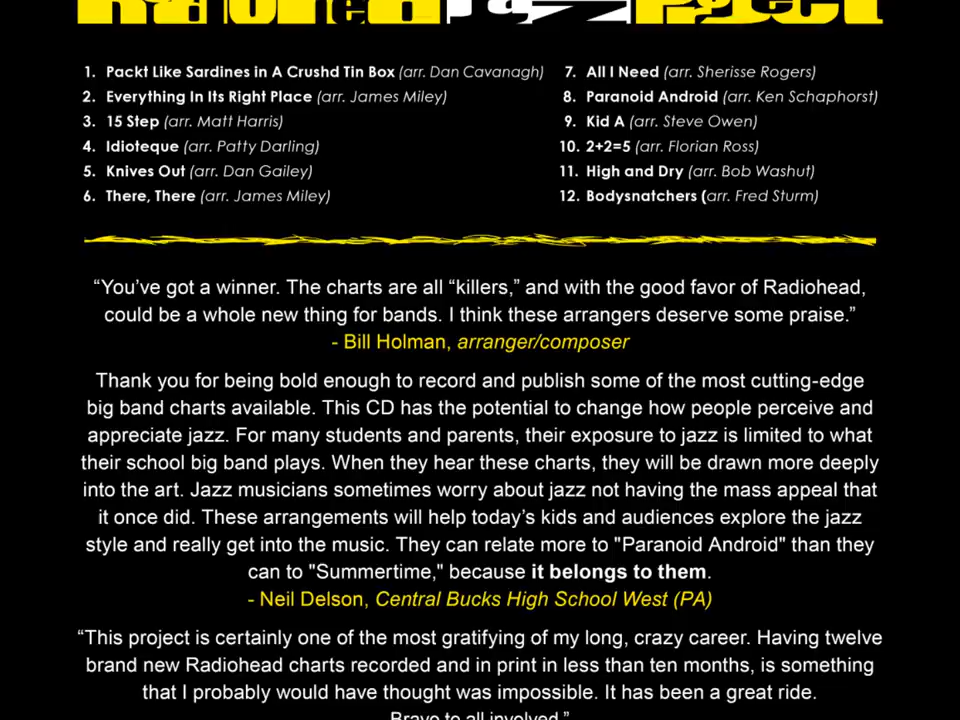 Radiohead Jazz Project
1. Packt Like Sardines in A Crushd Tin Box (arr. Dan Cavanagh)
2. Everything In Its Right Place (arr. James Miley)
3. 15 Step (arr. Matt Harris)
4. Idioteque (arr. Patty Darling)
5. Knives Out (arr. Dan Gailey)
6. There, There (arr. James Miley)
7. All I Need (arr. Sherisse Rogers)
8. Paranoid Android (arr. Ken Schaphorst)
9. Kid A (arr. Steve Owen)
10. 2+2=5 (arr. Florian Ross)
11. High and Dry (arr. Bob Washut)
12. Bodysnatchers (arr. Fred Sturm)
“You’ve got a winner. The charts are all “killers,” and with the good favor of Radiohead,
could be a whole new thing for bands. I think these arrangers deserve some praise.”
- Bill Holman, arranger/composer
Thank you for being bold enough to record and publish some of the most cutting-edge
big band charts available. This CD has the potential to change how people perceive and
appreciate jazz. For many students and parents, their exposure to jazz is limited to what
their school big band plays. When they hear these charts, they will be drawn more deeply
into the art. Jazz musicians sometimes worry about jazz not having the mass appeal that
it once did. These arrangements will help today’s kids and audiences explore the jazz
style and really get into the music. They can relate more to "Paranoid Android" than they
can to "Summertime," because it belongs to them.
- Neil Delson, Central Bucks High School West (PA)
“This project is certainly one of the most gratifying of my long, crazy career. Having twelve
brand new Radiohead charts recorded and in print in less than ten months, is something
that I probably would have thought was impossible. It has been a great ride.
Bravo to all involved.”